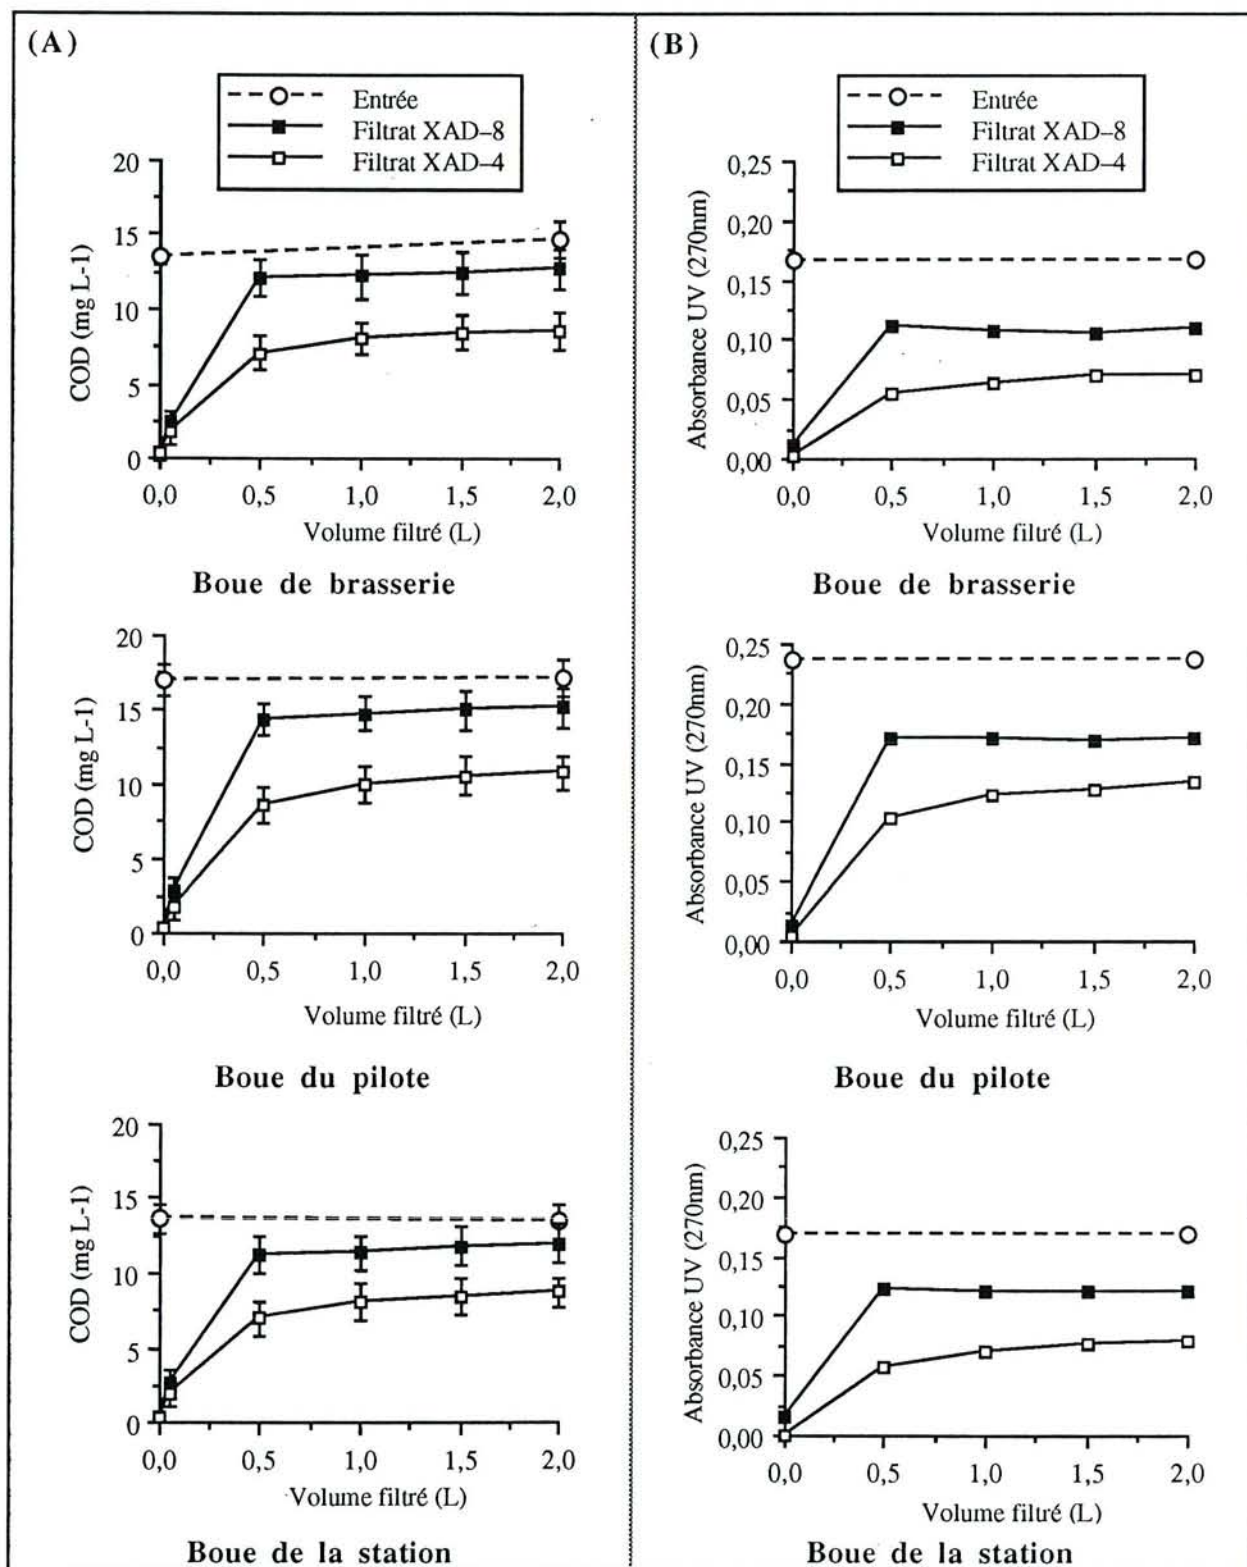 (A)
Entrée
Filtrat XAD–8
Filtrat XAD–4
20
15
10
5
0
COD (mg L-1)
0,0 0,5 1,0 1,5 2,0
Volume filtré (L)
Boue de brasserie
20
15
10
5
0
COD (mg L-1)
0,0 0,5 1,0 1,5 2,0
Volume filtré (L)
Boue du pilote
20
15
10
5
0
COD (mg L-1)
0,0 0,5 1,0 1,5 2,0
Volume filtré (L)
Boue de la station
(B)
Entrée
Filtrat XAD–8
Filtrat XAD–4
0,25
0,20
0,15
0,10
0,05
0,00
Absorbance UV (270nm)
0,0 0,5 1,0 1,5 2,0
Volume filtré (L)
Boue de brasserie
0,25
0,20
0,15
0,10
0,05
0,00
Absorbance UV (270nm)
0,0 0,5 1,0 1,5 2,0
Volume filtré (L)
Boue du pilote
0,25
0,20
0,15
0,10
0,05
0,00
Absorbance UV (270nm)
0,0 0,5 1,0 1,5 2,0
Volume filtré (L)
Boue de la station